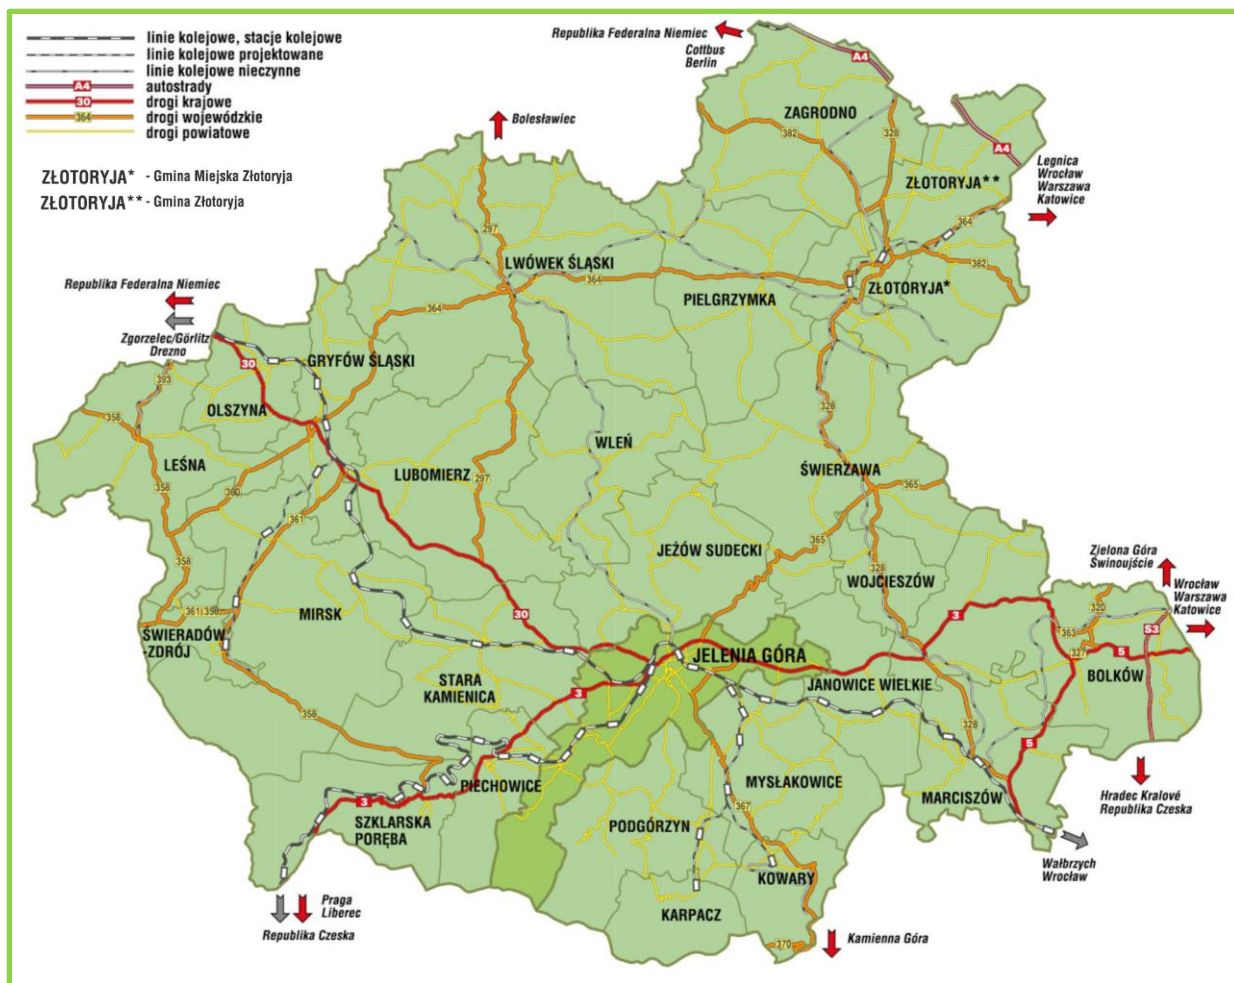 linie kolejowe, stacje kolejowe
linie kolejowe projektowane
linie kolejowe nieczynne
A4 autostrady
30 drogi krajowe
364 drogi wojewódzkie
drogi powiatowe
ZŁOTORYJA* - Gmina Miejska Złotoryja
ZŁOTORYJA** - Gmina Złotoryja
Republika Federalna Niemiec
Cottbus
Berlin
A4
Bolesławiec
ZAGRODNO
382
328
A4
Legnica
Wrocław
Warszawa
Katowice
ZŁOTORYJA**
364
297
LWÓWEK ŚLĄSKI
364
382
Republika Federalna Niemiec
Zgorzelec/Görlitz
Drezno
364
PIELGRZYMKA
ZŁOTORYJA*
30
GRYFÓW ŚLĄSKI
393
358
OLSZYNA
328
LEŚNA
WLEŃ
LUBOMIERZ
297
ŚWIERZAWA
365
358
360
361
365
JEŻÓW SUDECKI
358
328
WOJCIESZÓW
Zielona Góra
Świnoujście
Wrocław
Warszawa
Katowice
361
358
MIRSK
30
3
320
363
S3
ŚWIERADÓW
-ZDRÓJ
JELENIA GÓRA
327
5
BOLKÓW
STARA
KAMIENICA
3
JANOWICE WIELKIE
358
328
5
PIECHOWICE
MYSŁAKOWICE
MARCISZÓW
Hradec Kralové
Republika Czeska
3
SZKLARSKA
PORĘBA
367
PODGÓRZYN
Wałbrzych
Wrocław
KOWARY
Praga
Liberec
Republika Czeska
KARPACZ
370
Kamienna Góra